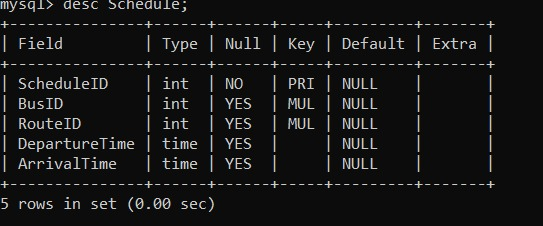 mysql> desc Schedule;
+---------------+------+------+-----+---------+-------+
| Field         | Type | Null | Key | Default | Extra |
+---------------+------+------+-----+---------+-------+
| ScheduleID    | int  | NO   | PRI | NULL    |       |
| BusID         | int  | YES  | MUL | NULL    |       |
| RouteID       | int  | YES  | MUL | NULL    |       |
| DepartureTime | time | YES  |     | NULL    |       |
| ArrivalTime   | time | YES  |     | NULL    |       |
+---------------+------+------+-----+---------+-------+
5 rows in set (0.00 sec)